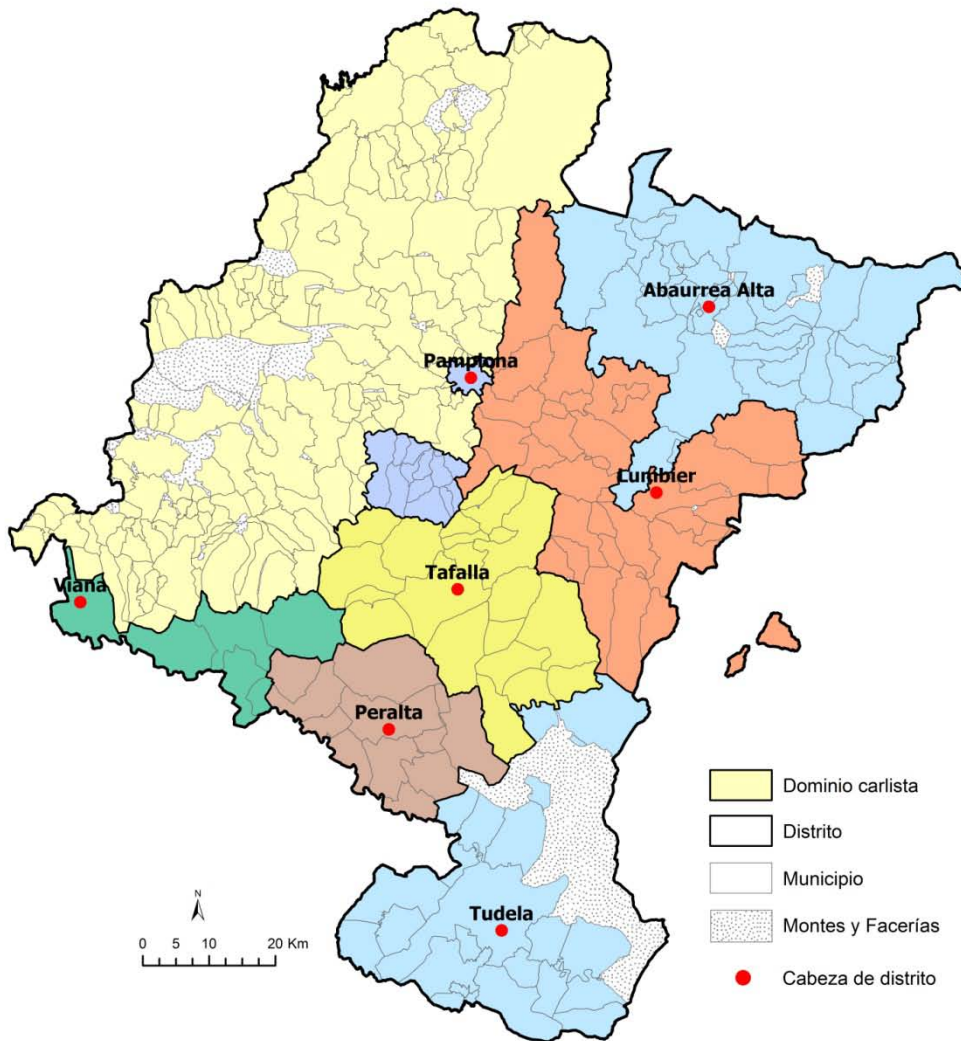 Abaurrea Alta
Pamplona
Lumbier
Tafalla
Viana
Peralta
Tudela
Dominio carlista
Distrito
Municipio
Montes y Facerías
Cabeza de distrito
N
0 5 10 20 Km